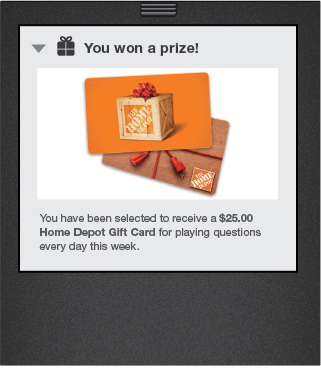 You won a prize!
THE
HOME
DEPOT
THE
HOME
DEPOT
You have been selected to receive a $25.00
Home Depot Gift Card for playing questions
every day this week.